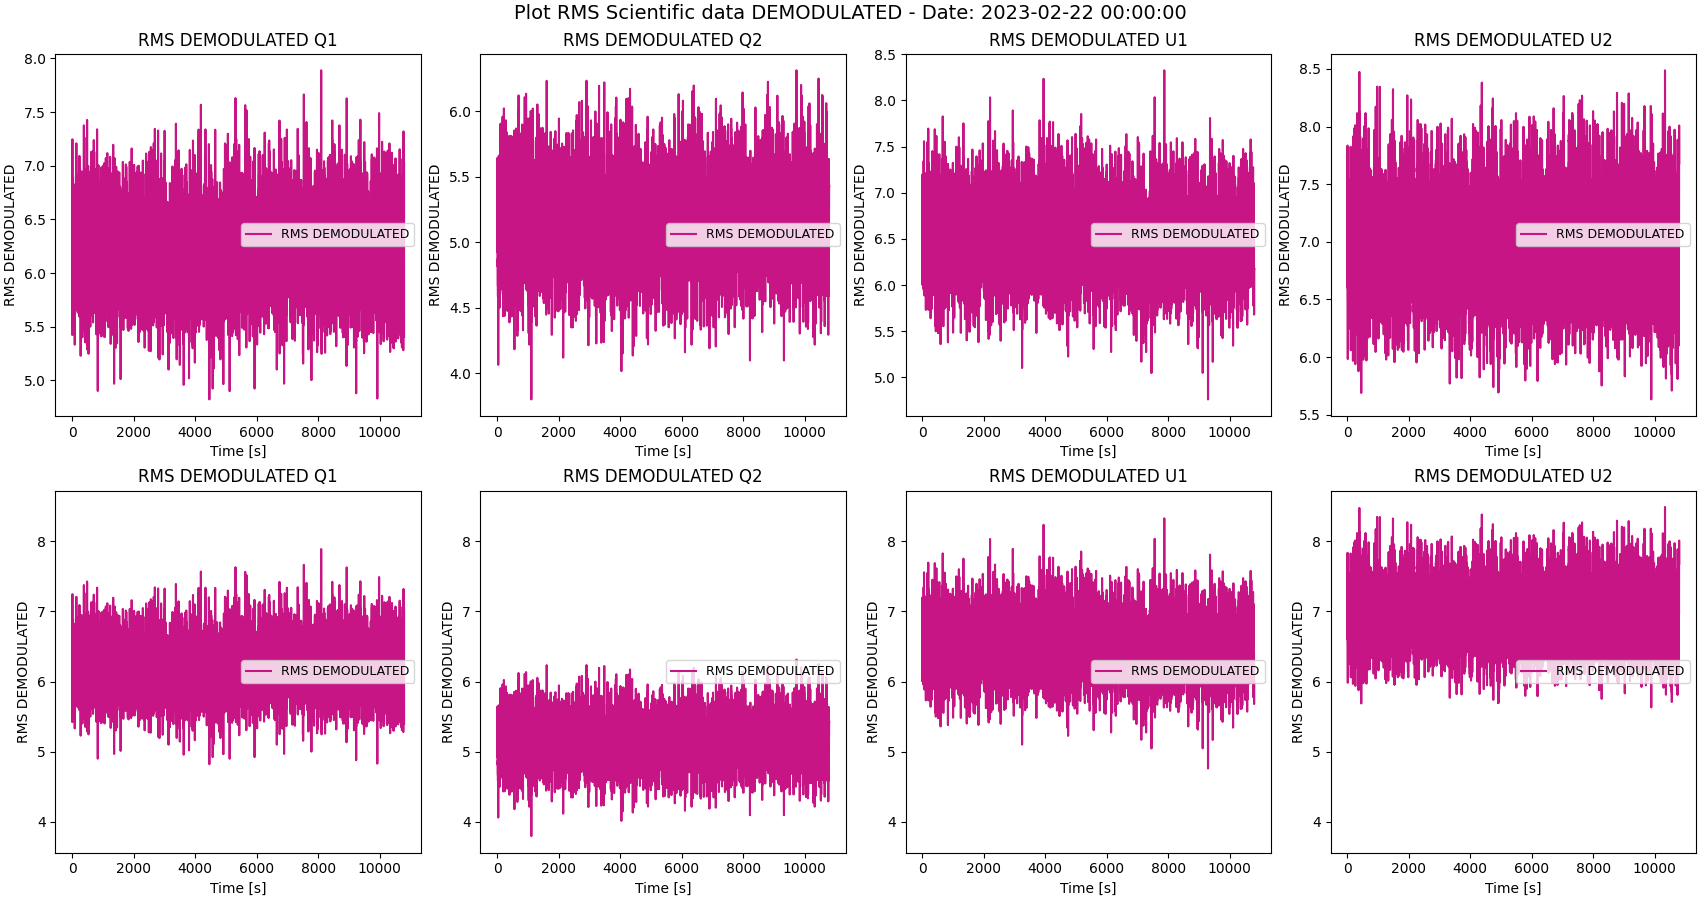 Plot RMS Scientific data DEMODULATED - Date: 2023-02-22 00:00:00
RMS DEMODULATED Q1
RMS DEMODULATED
8.0
7.5
7.0
6.5
6.0
5.5
5.0
RMS DEMODULATED
0 2000 4000 6000 8000 10000
Time [s]
RMS DEMODULATED Q2
RMS DEMODULATED
6.0
5.5
5.0
4.5
4.0
RMS DEMODULATED
0 2000 4000 6000 8000 10000
Time [s]
RMS DEMODULATED U1
RMS DEMODULATED
8.5
8.0
7.5
7.0
6.5
6.0
5.5
5.0
RMS DEMODULATED
0 2000 4000 6000 8000 10000
Time [s]
RMS DEMODULATED U2
RMS DEMODULATED
8.5
8.0
7.5
7.0
6.5
6.0
5.5
RMS DEMODULATED
0 2000 4000 6000 8000 10000
Time [s]
RMS DEMODULATED Q1
RMS DEMODULATED
8
7
6
5
4
RMS DEMODULATED
0 2000 4000 6000 8000 10000
Time [s]
RMS DEMODULATED Q2
RMS DEMODULATED
8
7
6
5
4
RMS DEMODULATED
0 2000 4000 6000 8000 10000
Time [s]
RMS DEMODULATED U1
RMS DEMODULATED
8
7
6
5
4
RMS DEMODULATED
0 2000 4000 6000 8000 10000
Time [s]
RMS DEMODULATED U2
RMS DEMODULATED
8
7
6
5
4
RMS DEMODULATED
0 2000 4000 6000 8000 10000
Time [s]